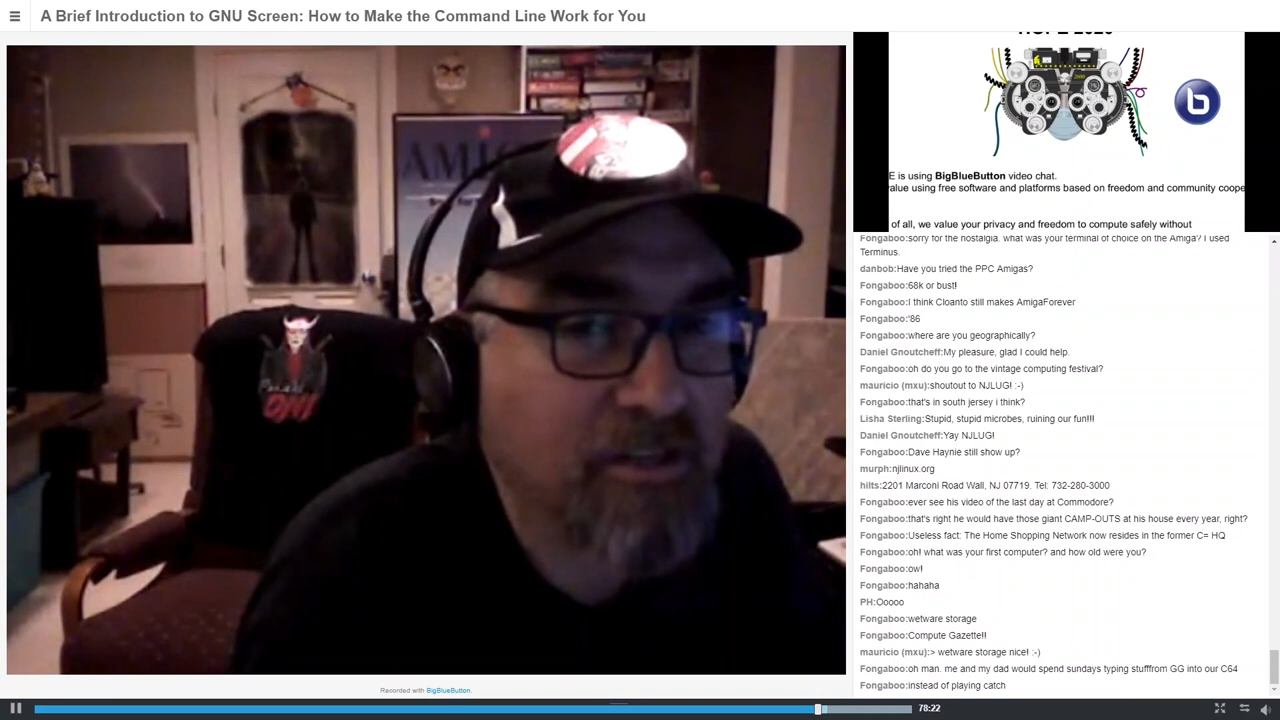 A Brief Introduction to GNU Screen: How to Make the Command Line Work for You
HOPE 2020
E is using BigBlueButton video chat.
alue using free software and platforms based on freedom and community coope
of all, we value your privacy and freedom to compute safely without
Fongaboo:sorry for the nostalgia. what was your terminal of choice on the Amiga? I used
Terminus.
danbob:Have you tried the PPC Amigas?
Fongaboo:68k or bust!
Fongaboo:I think Cloanto still makes AmigaForever
Fongaboo:'86
Fongaboo:where are you geographically?
Daniel Gnoutcheff:My pleasure, glad I could help.
Fongaboo:oh do you go to the vintage computing festival?
mauricio (mxu):shoutout to NJLUG! :-)
Fongaboo:that's in south jersey i think?
Lisha Sterling:Stupid, stupid microbes, ruining our fun!!!
Daniel Gnoutcheff:Yay NJLUG!
Fongaboo:Dave Haynie still show up?
murph:njlinux.org
hilts:2201 Marconi Road Wall, NJ 07719. Tel: 732-280-3000
Fongaboo:ever see his video of the last day at Commodore?
Fongaboo:that's right he would have those giant CAMP-OUTS at his house every year, right?
Fongaboo:Useless fact: The Home Shopping Network now resides in the former C= HQ
Fongaboo:oh! what was your first computer? and how old were you?
Fongaboo:ow!
Fongaboo:hahaha
PH:Ooooo
Fongaboo:wetware storage
Fongaboo:Compute Gazette!!
mauricio (mxu):> wetware storage nice! :-)
Fongaboo:oh man. me and my dad would spend sundays typing stufffrom GG into our C64
Fongaboo:instead of playing catch
Recorded with BigBlueButton.
78:22